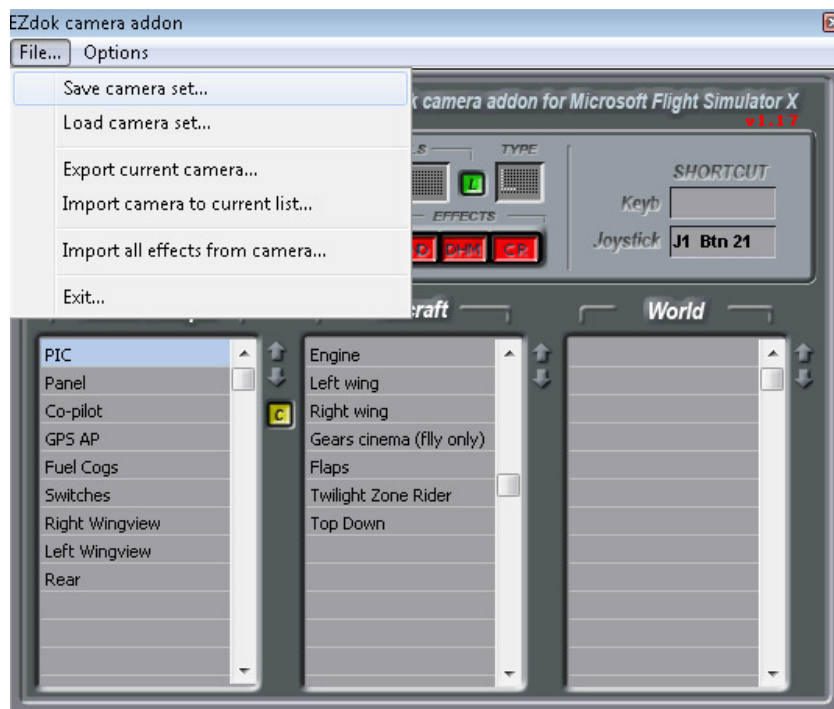 EZdok camera addon
File... Options
Save camera set...
Load camera set...
Export current camera...
Import camera to current list...
Import all effects from camera...
Exit...
camera addon for Microsoft Flight Simulator X
v1.17
TYPE
L
EFFECTS
DHM CR
SHORTCUT
Keyb
Joystick J1 Btn 21
World
PIC
Panel
Co-pilot
GPS AP
Fuel Cogs
Switches
Right Wingview
Left Wingview
Rear
C
Engine
Left wing
Right wing
Gears cinema (flly only)
Flaps
Twilight Zone Rider
Top Down